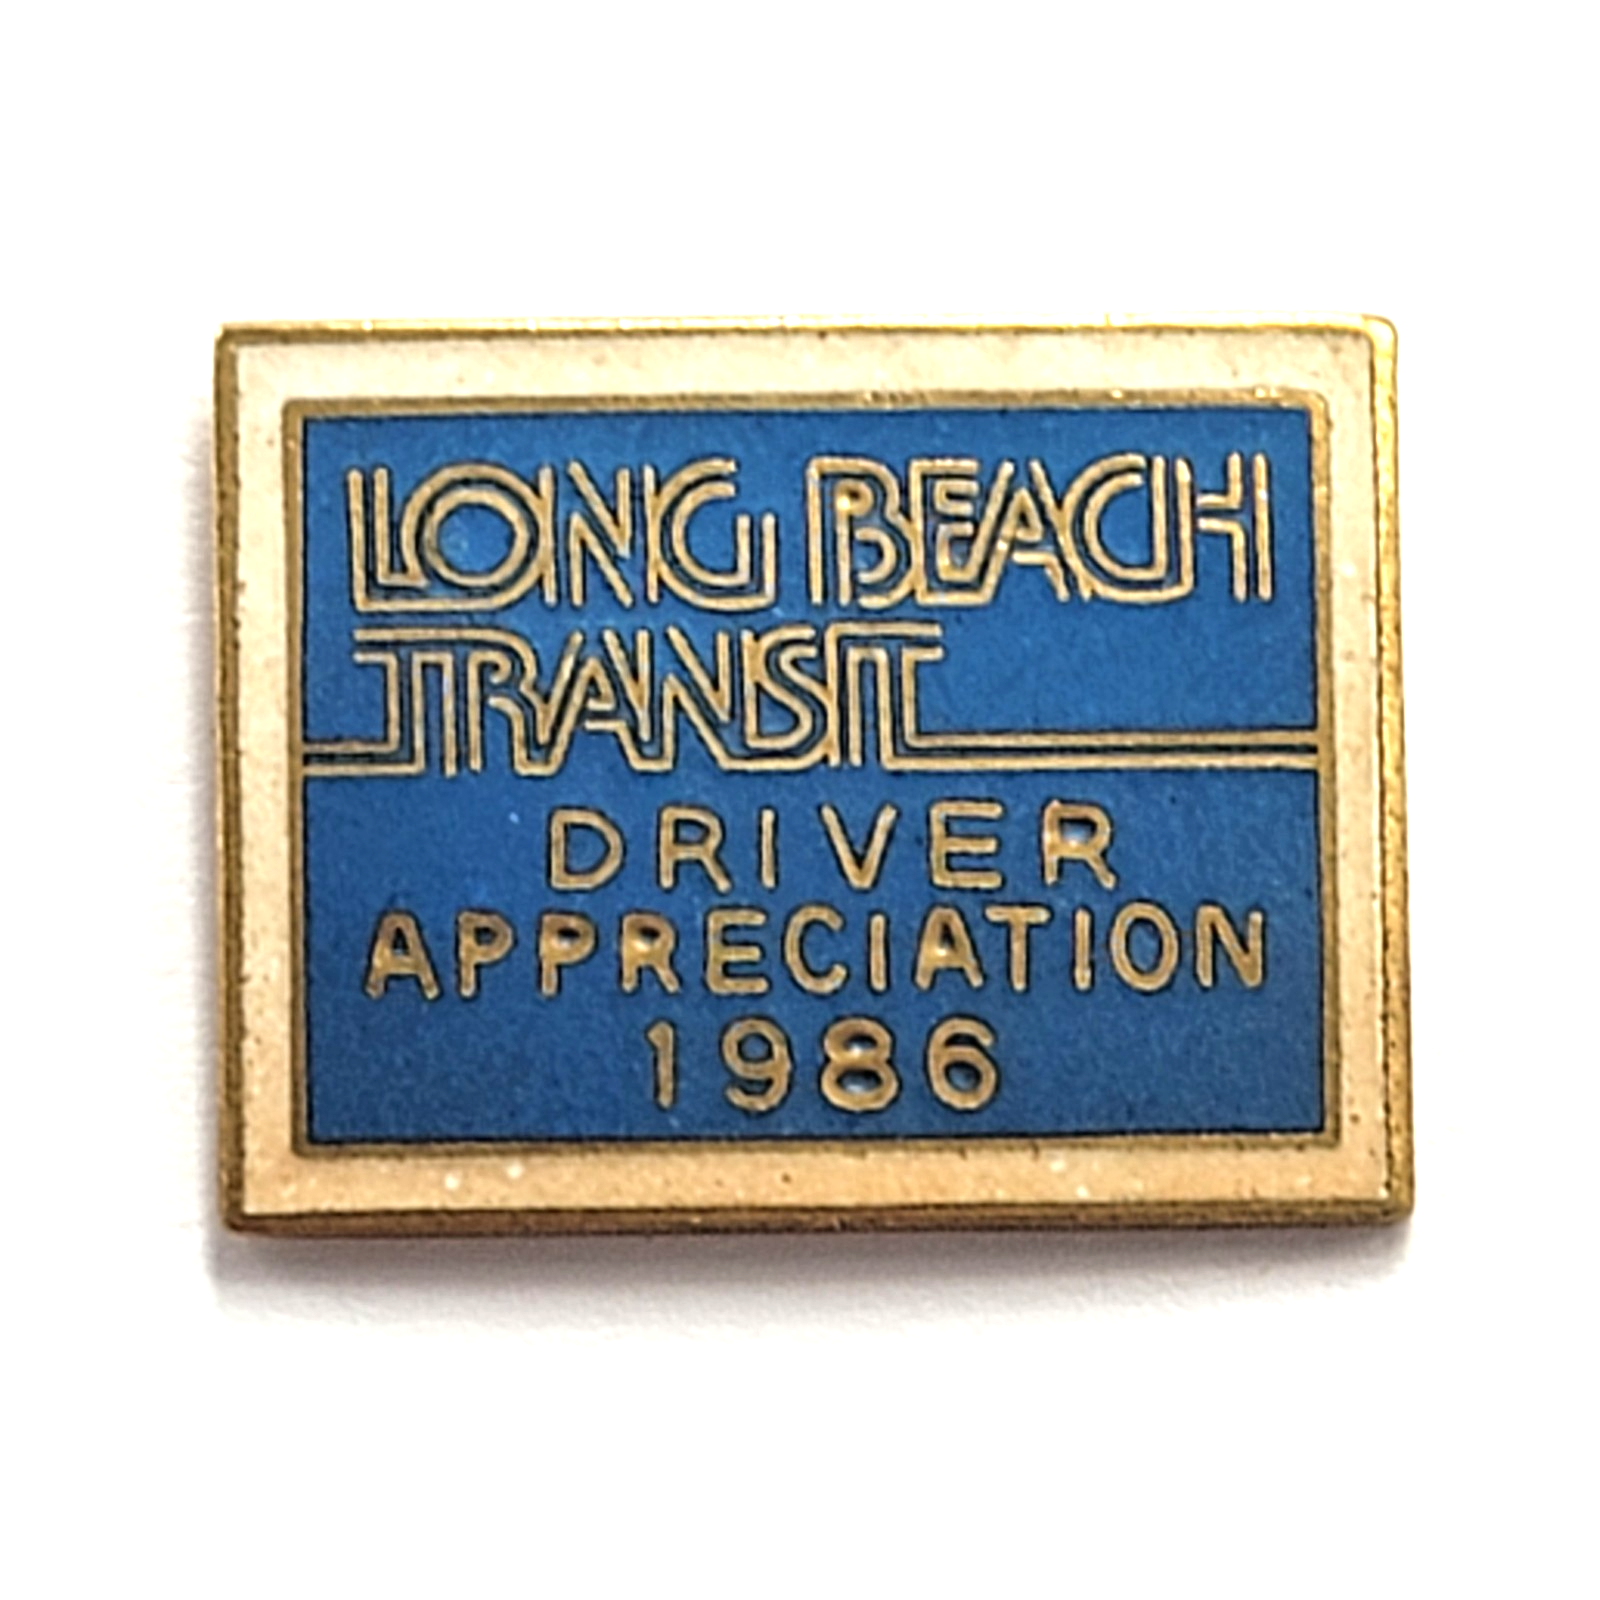 LONG BEACH
TRANSIT
DRIVER
APPRECIATION
1986